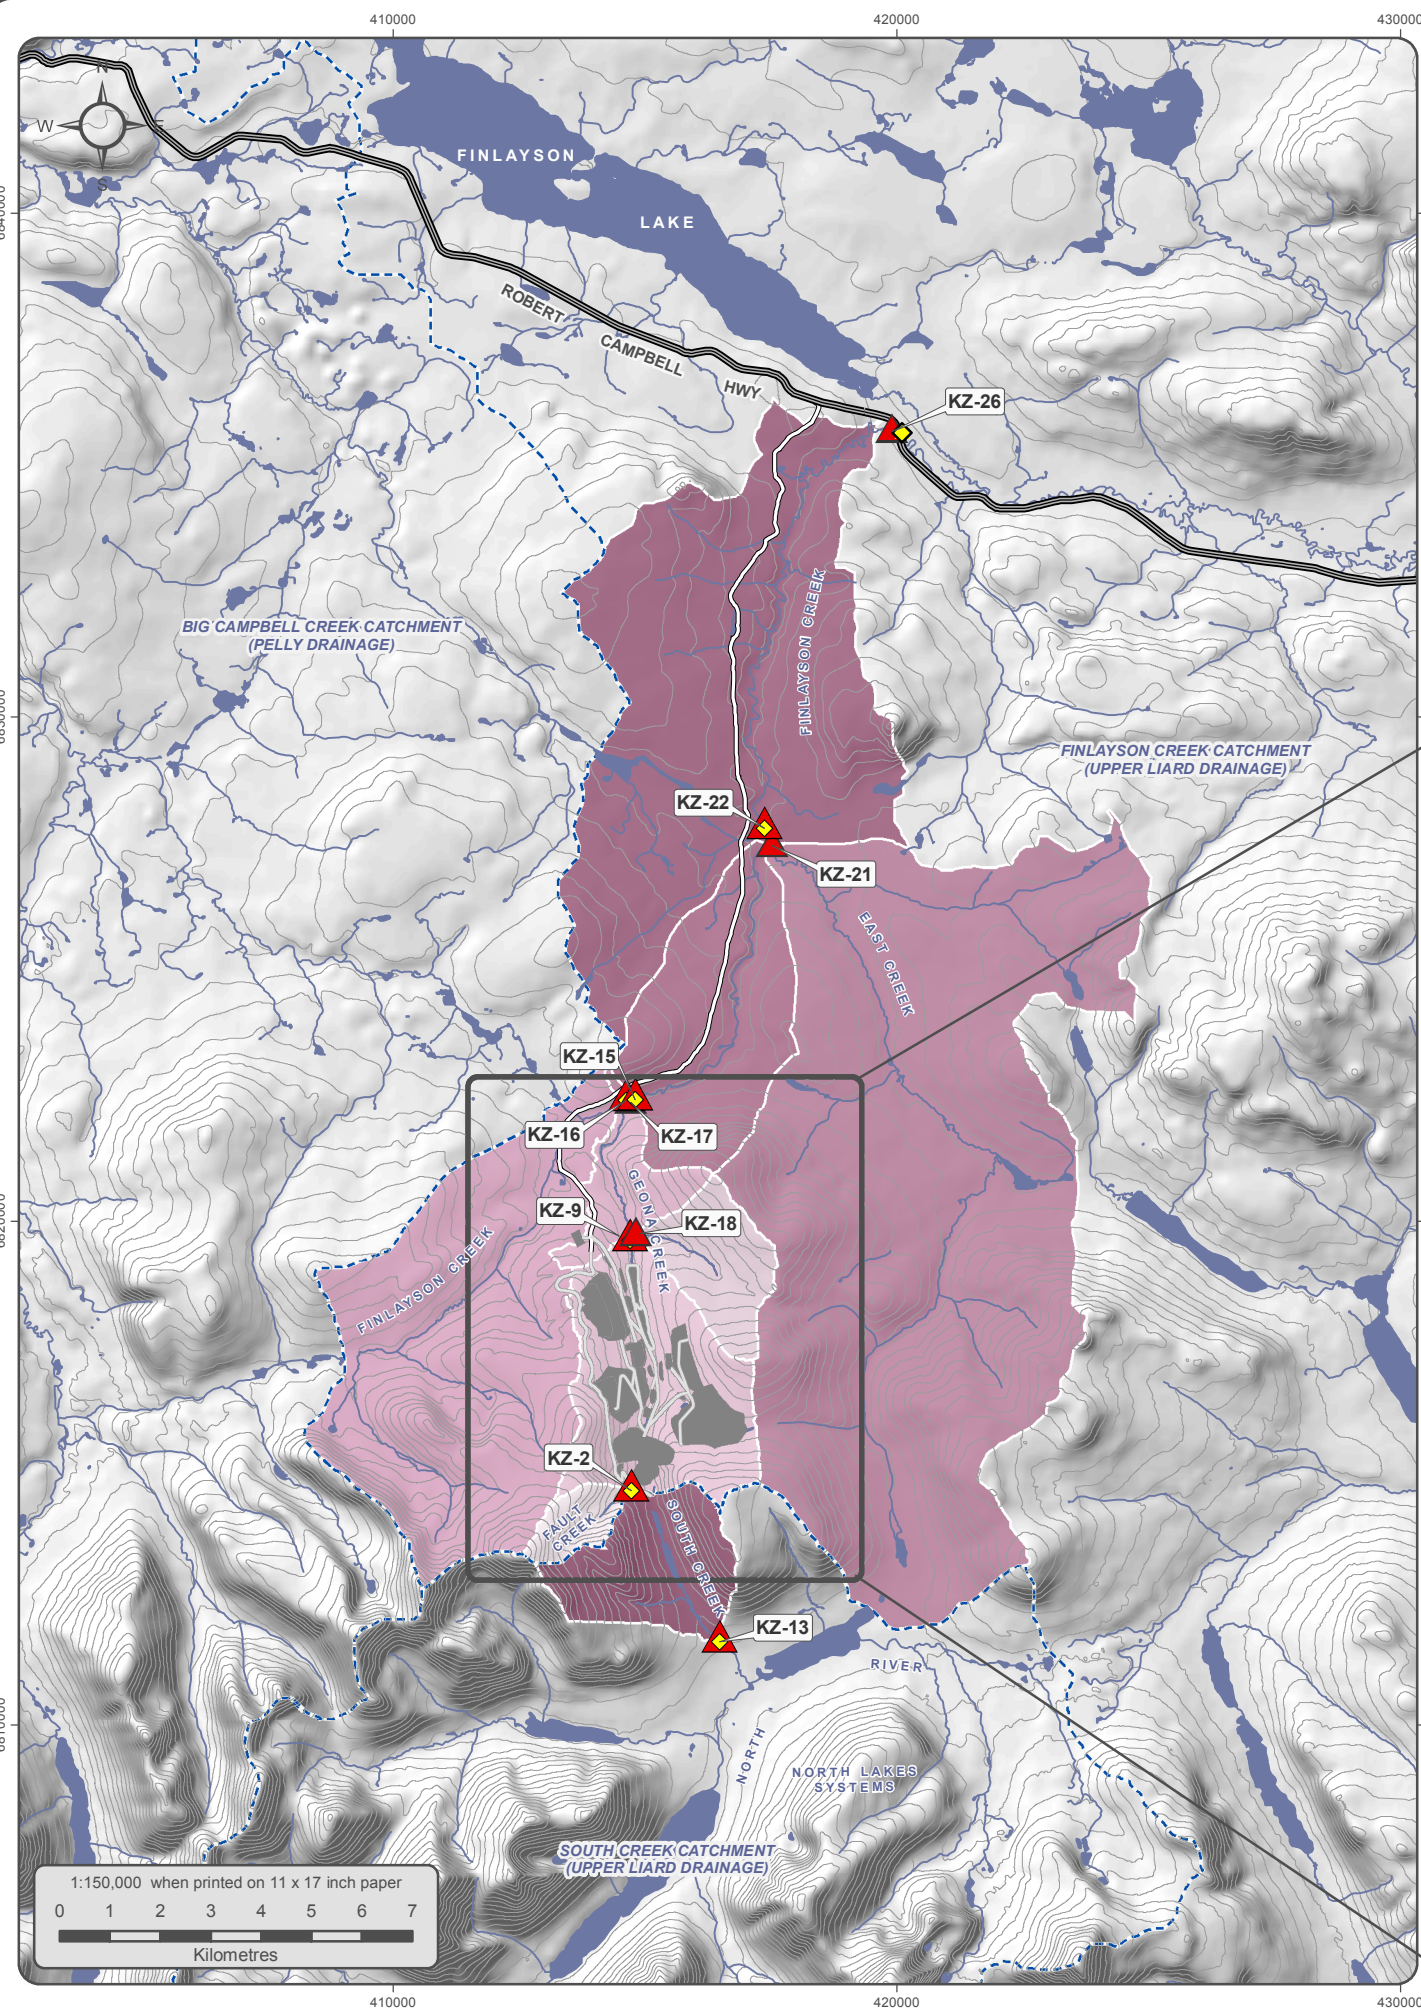 410000
420000
430000
N
W
E
S
FINLAYSON
LAKE
6840000
ROBERT
CAMPBELL
HWY
KZ-26
FINLAYSON CREEK
BIG CAMPBELL CREEK CATCHMENT
(PELLY DRAINAGE)
6830000
FINLAYSON CREEK CATCHMENT
(UPPER LIARD DRAINAGE)
KZ-22
KZ-21
EAST CREEK
KZ-15
KZ-16
KZ-17
GEONA CREEK
KZ-9
KZ-18
6820000
FINLAYSON CREEK
KZ-2
FAULT
CREEK
SOUTH CREEK
KZ-13
RIVER
NORTH
6810000
NORTH LAKES
SYSTEMS
SOUTH CREEK CATCHMENT
(UPPER LIARD DRAINAGE)
1:150,000 when printed on 11 x 17 inch paper
0 1 2 3 4 5 6 7
Kilometres
410000
420000
430000